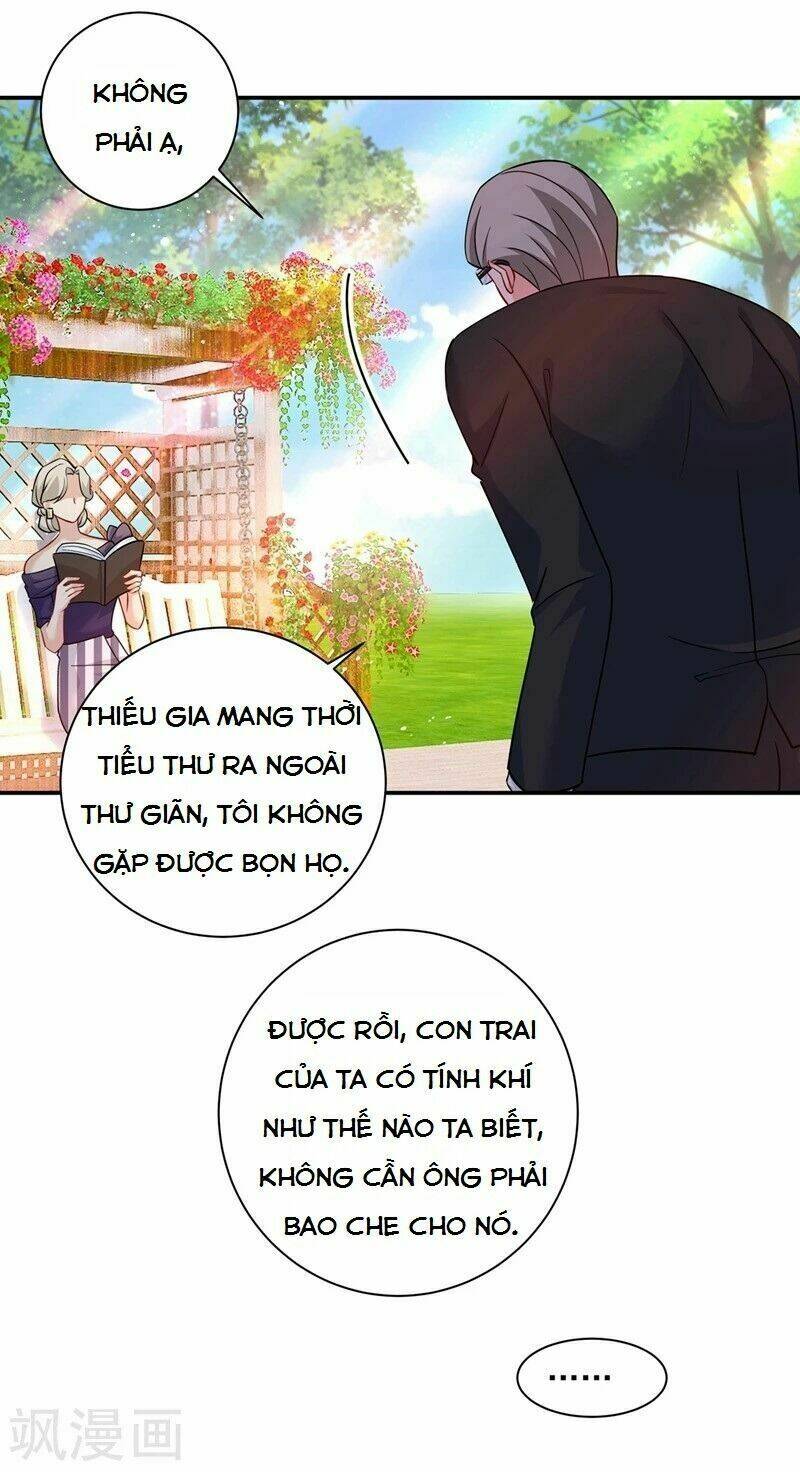 KHÔNG
PHẢI Ạ,
THIẾU GIA MANG THỜI
TIỂU THƯ RA NGOÀI
THƯ GIÃN, TÔI KHÔNG
GẶP ĐƯỢC BỌN HỌ.
ĐƯỢC RỒI, CON TRAI
CỦA TA CÓ TÍNH KHÍ
NHƯ THẾ NÀO TA BIẾT,
KHÔNG CẦN ÔNG PHẢI
BAO CHE CHO NÓ.
......
飒漫画